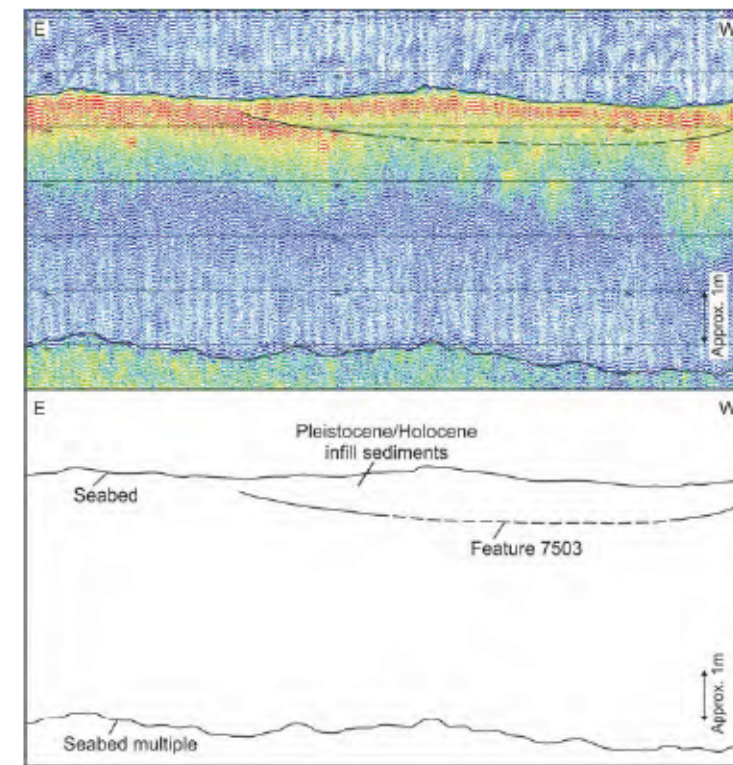 E
W
Approx. 1m
E
W
Pleistocene/Holocene
infill sediments
Seabed
Feature 7503
Approx. 1m
Seabed multiple